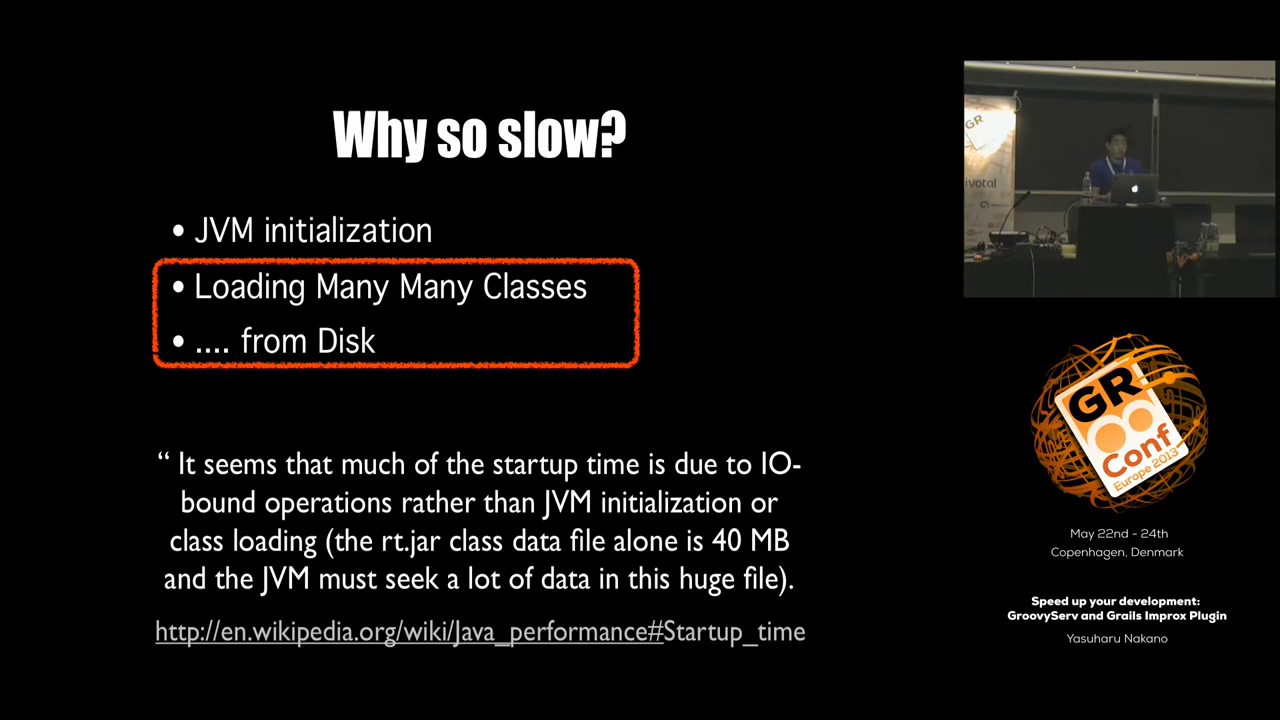 Why so slow?
• JVM initialization
• Loading Many Many Classes
• .... from Disk
“ It seems that much of the startup time is due to IO-
bound operations rather than JVM initialization or
class loading (the rt.jar class data file alone is 40 MB
and the JVM must seek a lot of data in this huge file).
http://en.wikipedia.org/wiki/Java_performance#Startup_time
GR
ivotal
GR
Conf
Europe 2013
May 22nd - 24th
Copenhagen, Denmark
Speed up your development:
GroovyServ and Grails Improx Plugin
Yasuharu Nakano